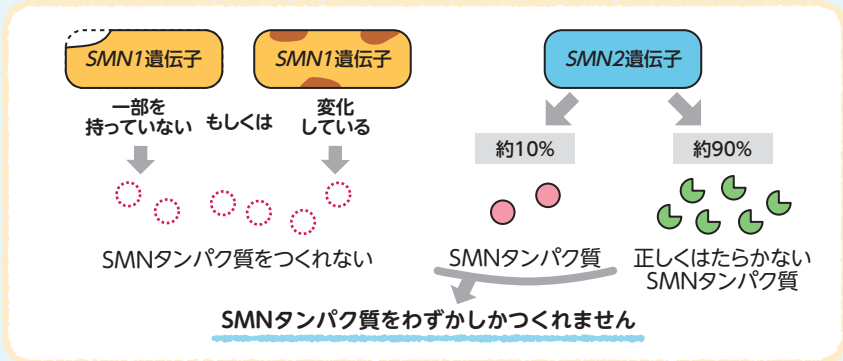 SMN1遺伝子
SMN1遺伝子
SMN2遺伝子
一部を
持っていない
もしくは
変化
している
約10%
約90%
SMNタンパク質をつくれない
SMNタンパク質
正しくはたらかない
SMNタンパク質
SMNタンパク質をわずかしかつくれません